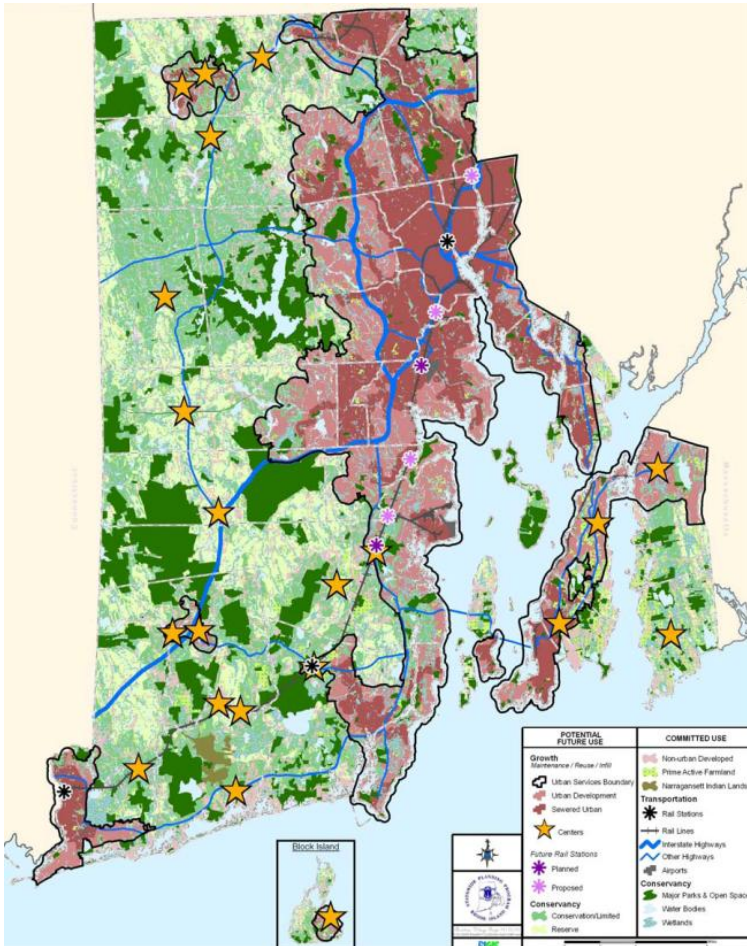 Connecticut
Massachusetts
Block Island
POTENTIAL
FUTURE USE
Growth
Maintenance / Reuse / Infill
Urban Services Boundary
Urban Development
Sewered Urban
Centers
Future Rail Stations
Planned
Proposed
Conservancy
Conservation/Limited
Reserve
COMMITTED USE
Non-urban Developed
Prime Active Farmland
Narragansett Indian Lands
Transportation
Rail Stations
Rail Lines
Interstate Highways
Other Highways
Airports
Conservancy
Major Parks & Open Space
Water Bodies
Wetlands